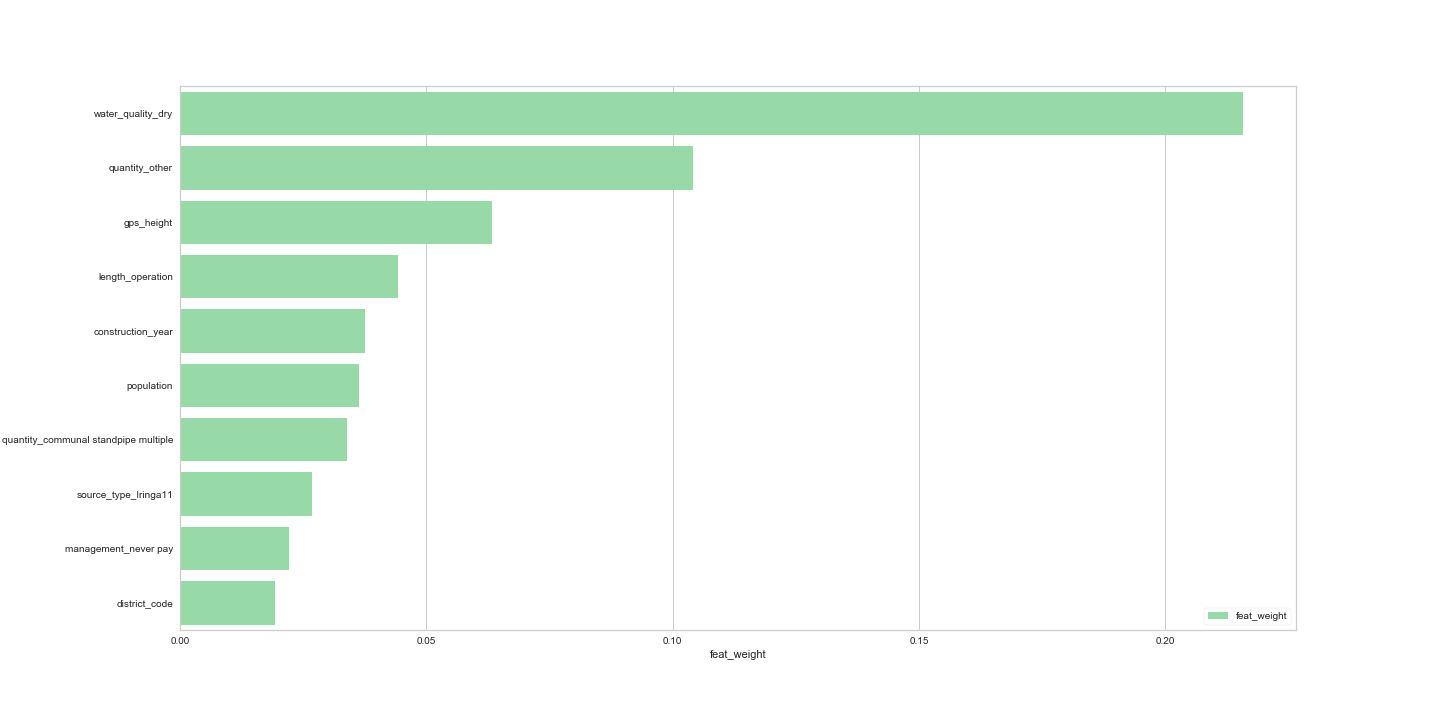 water_quality_dry
quantity_other
gps_height
length_operation
construction_year
population
quantity_communal standpipe multiple
source_type_Iringa11
management_never pay
district_code
feat_weight
0.00 0.05 0.10 0.15 0.20
feat_weight